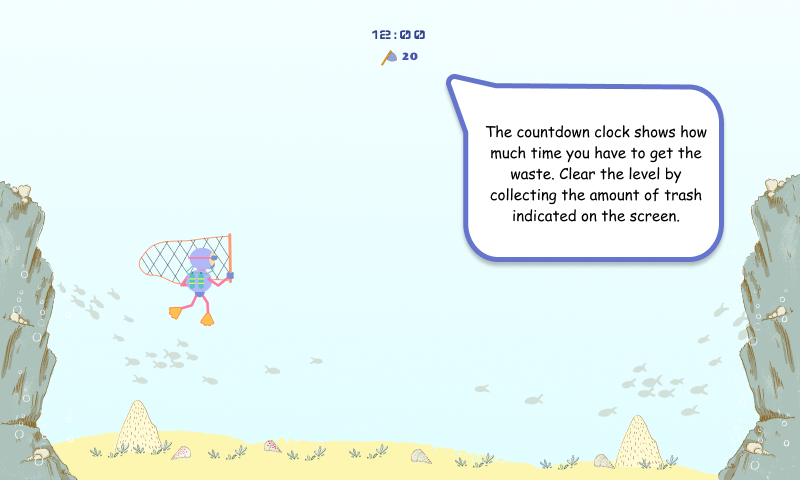 12:00
20
The countdown clock shows how
much time you have to get the
waste. Clear the level by
collecting the amount of trash
indicated on the screen.